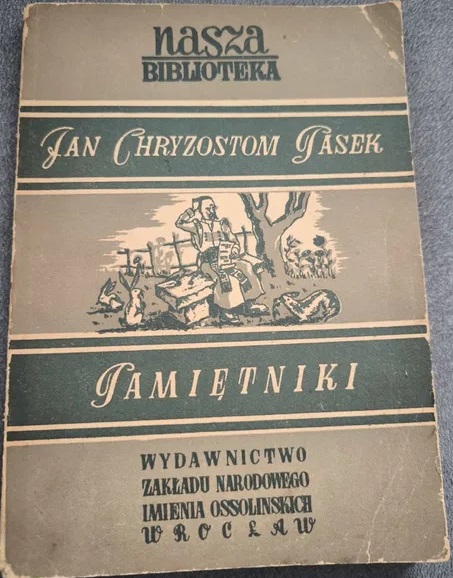 nasza
BIBLIOTEKA
JAN CHRYZOSTOM PASEK
PAMIĘTNIKI
WYDAWNICTWO
ZAKŁADU NARODOWEGO
IMIENIA OSSOLIŃSKICH
WROCŁAW